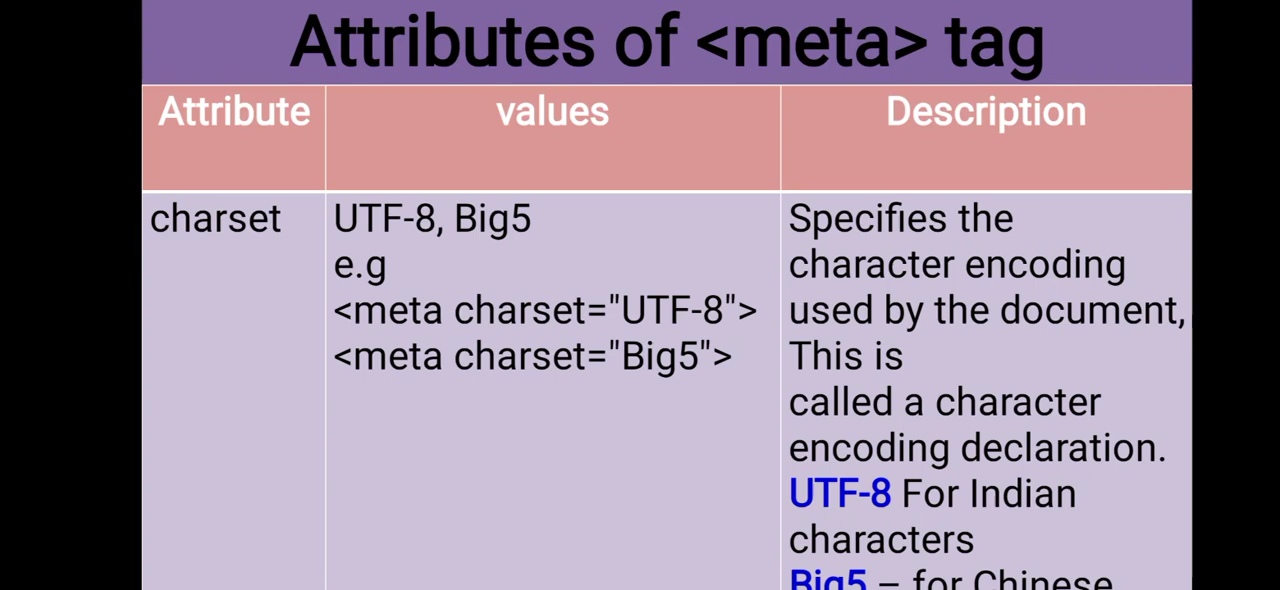 Attributes of <meta> tag
Attribute values Description
charset
UTF-8, Big5
e.g
<meta charset="UTF-8">
<meta charset="Big5">
Specifies the
character encoding
used by the document,
This is
called a character
encoding declaration.
UTF-8 For Indian
characters
Big5 – for Chinese